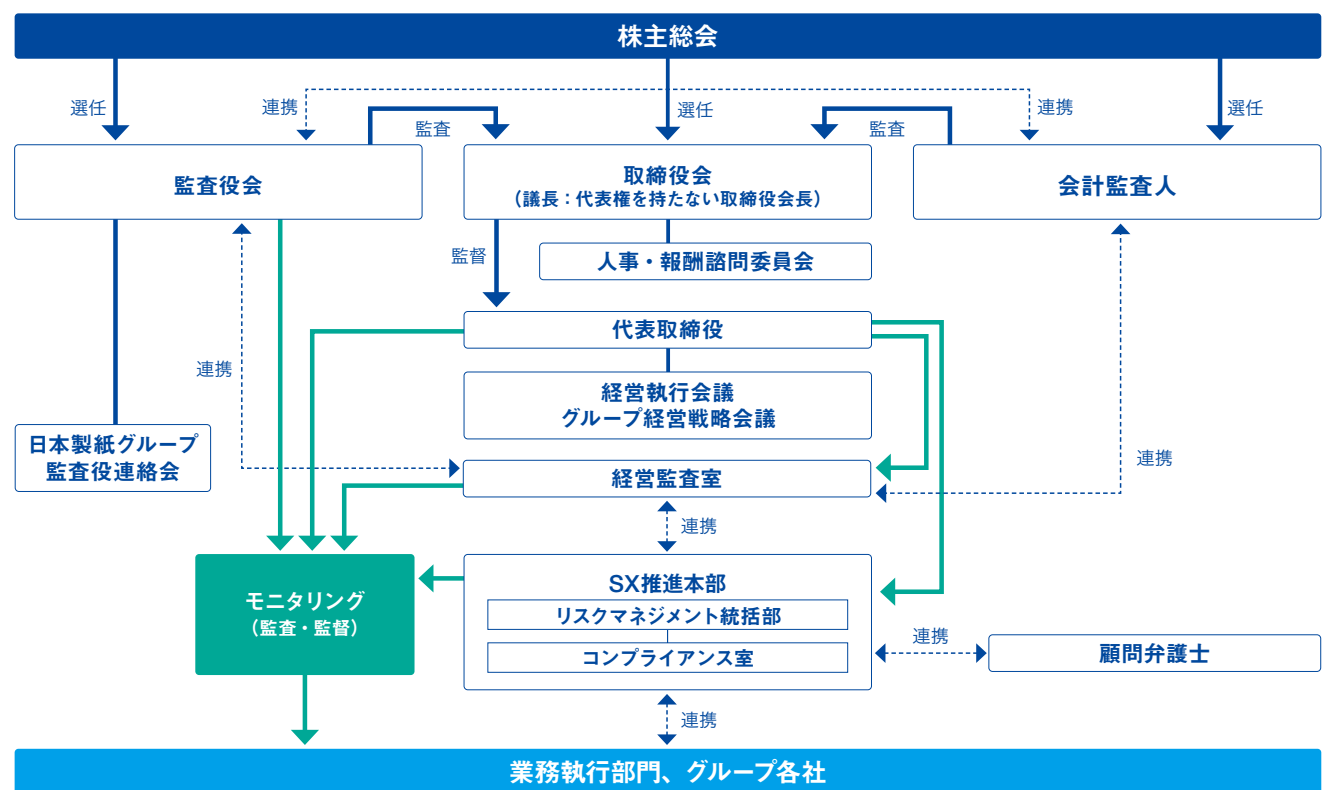 株主総会
選任
連携
選任
連携
選任
監査
監査
監査役会
取締役会
（議長：代表権を持たない取締役会長）
会計監査人
監督
人事・報酬諮問委員会
代表取締役
連携
経営執行会議
グループ経営戦略会議
日本製紙グループ
監査役連絡会
経営監査室
連携
連携
モニタリング
（監査・監督）
SX推進本部
リスクマネジメント統括部
コンプライアンス室
連携
顧問弁護士
連携
業務執行部門、グループ各社